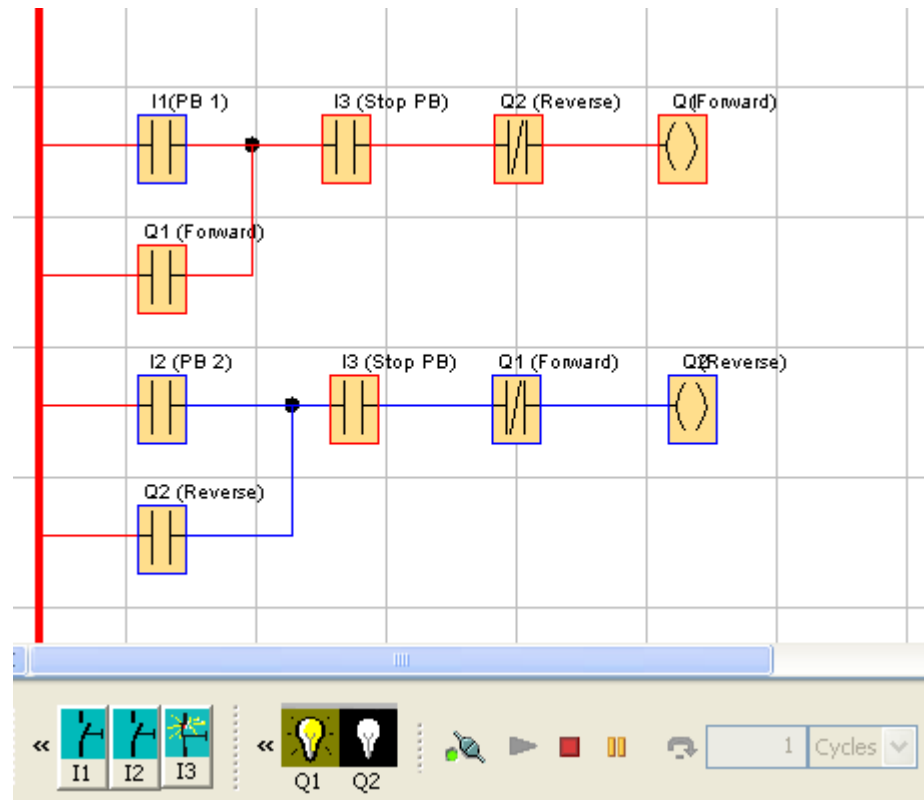 I1(PB 1) I3 (Stop PB) Q2 (Reverse) Q1(Forward)
Q1 (Forward)
I2 (PB 2) I3 (Stop PB) Q1 (Forward) Q2(Reverse)
Q2 (Reverse)
« I1 I2 I3 « Q1 Q2 1 Cycles